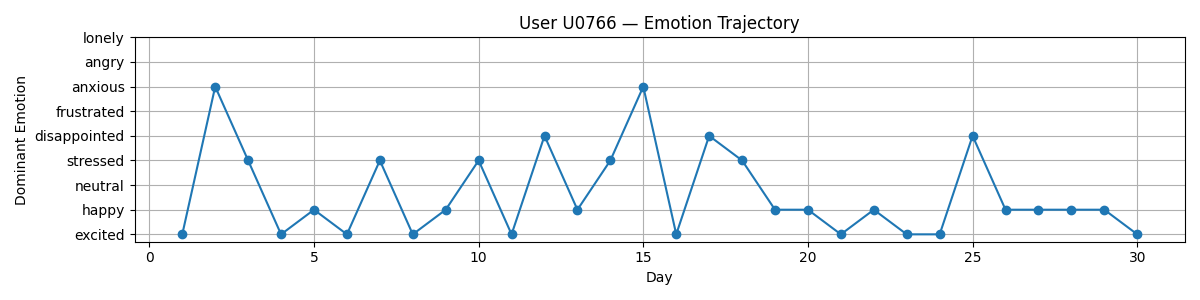 User U0766 — Emotion Trajectory
Dominant Emotion
lonely
angry
anxious
frustrated
disappointed
stressed
neutral
happy
excited
0 5 10 15 20 25 30
Day